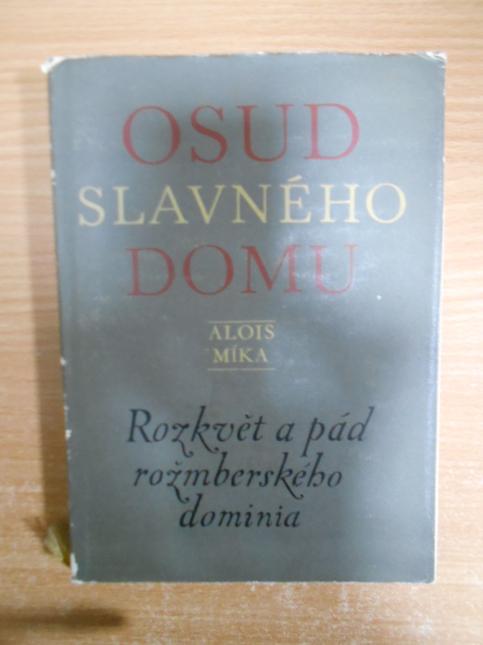 OSUD
SLAVNÉHO
DOMU
ALOIS
MÍKA
Rozkvět a pád
rožmberského
dominia